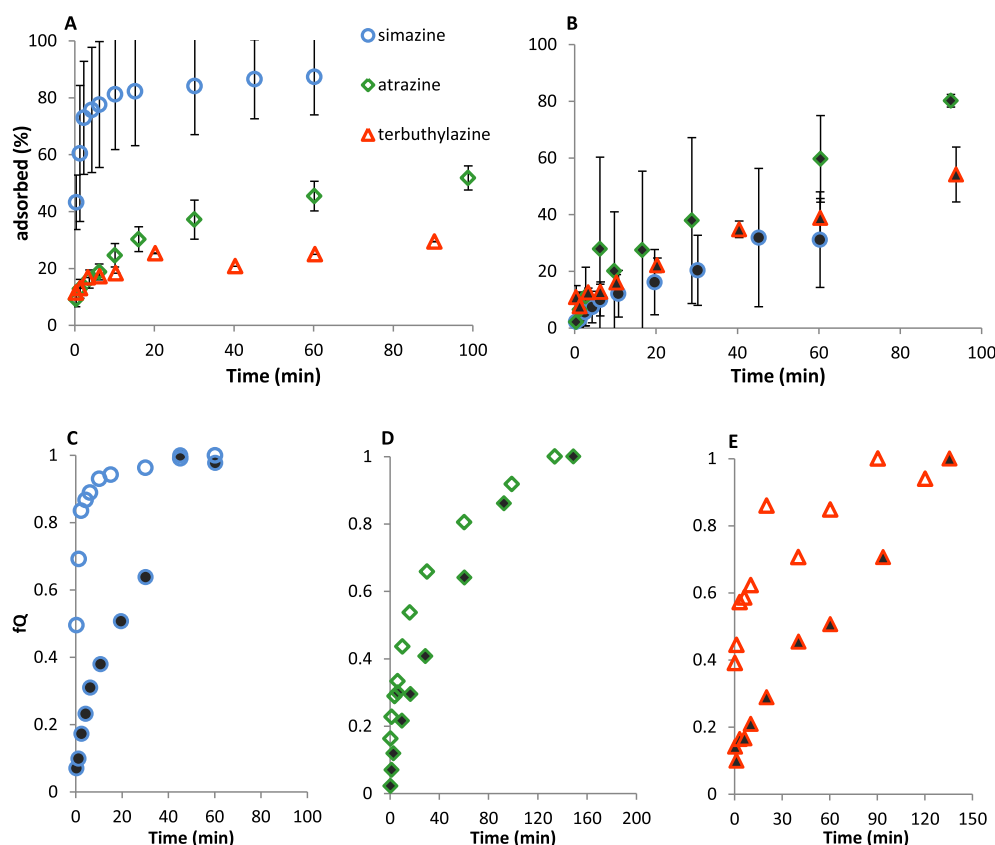 A
simazine
atrazine
terbuthylazine
adsorbed (%)
100
80
60
40
20
0
0 20 40 60 80 100
Time (min)
B
100
80
60
40
20
0
0 20 40 60 80 100
Time (min)
C
fQ
1
0.8
0.6
0.4
0.2
0
0 20 40 60 80 100
Time (min)
D
1
0.8
0.6
0.4
0.2
0
0 40 80 120 160 200
Time (min)
E
1
0.8
0.6
0.4
0.2
0
0 30 60 90 120 150
Time (min)